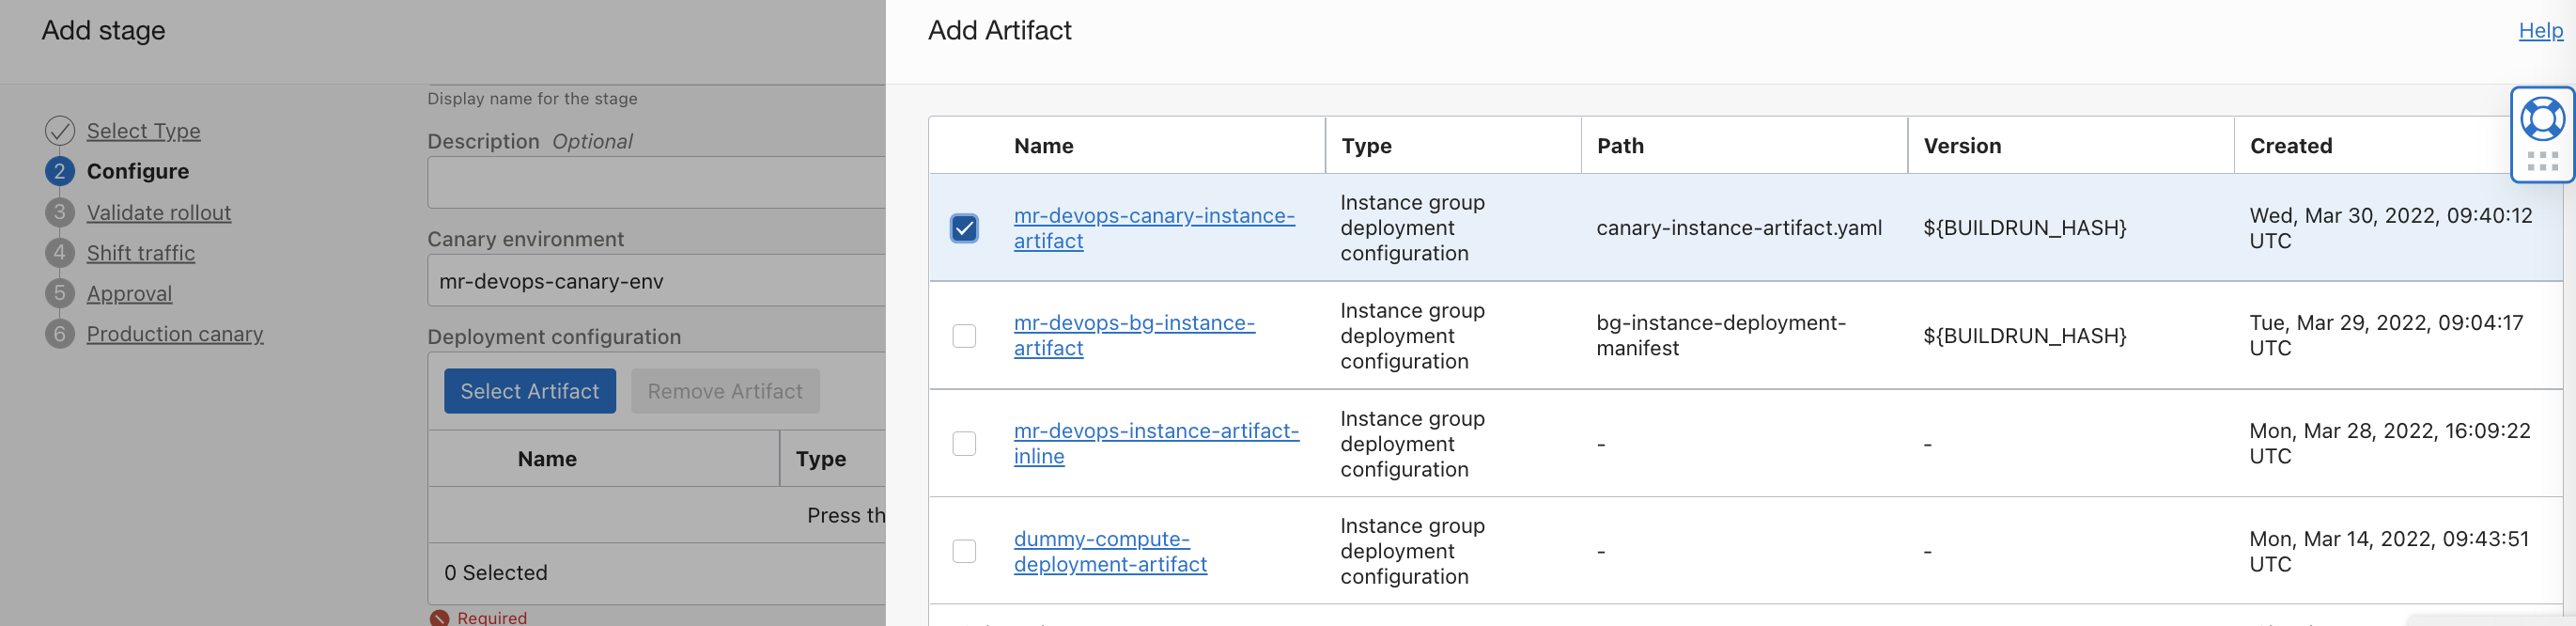 Add stage
Select Type
2 Configure
3 Validate rollout
4 Shift traffic
5 Approval
6 Production canary
Display name for the stage
Description Optional
Canary environment
mr-devops-canary-env
Deployment configuration
Select Artifact Remove Artifact
Name Type
Press th
0 Selected
Required
Add Artifact
Help
Name Type Path Version Created
mr-devops-canary-instance-
artifact
Instance group
deployment
configuration
canary-instance-artifact.yaml
${BUILDRUN_HASH}
Wed, Mar 30, 2022, 09:40:12
UTC
mr-devops-bg-instance-
artifact
Instance group
deployment
configuration
bg-instance-deployment-
manifest
${BUILDRUN_HASH}
Tue, Mar 29, 2022, 09:04:17
UTC
mr-devops-instance-artifact-
inline
Instance group
deployment
configuration
-
-
Mon, Mar 28, 2022, 16:09:22
UTC
dummy-compute-
deployment-artifact
Instance group
deployment
configuration
-
-
Mon, Mar 14, 2022, 09:43:51
UTC